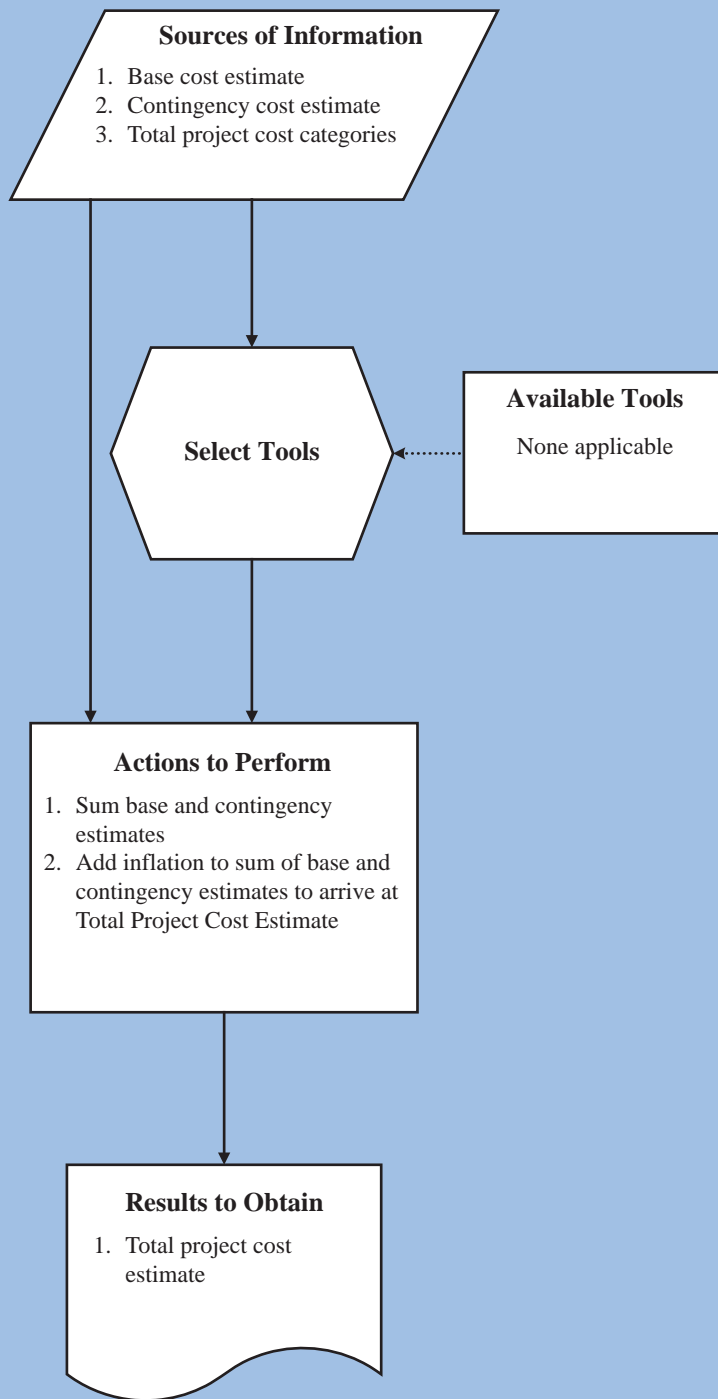 Sources of Information
1. Base cost estimate
2. Contingency cost estimate
3. Total project cost categories
Select Tools
Available Tools
None applicable
Actions to Perform
1. Sum base and contingency
estimates
2. Add inflation to sum of base and
contingency estimates to arrive at
Total Project Cost Estimate
Results to Obtain
1. Total project cost
estimate